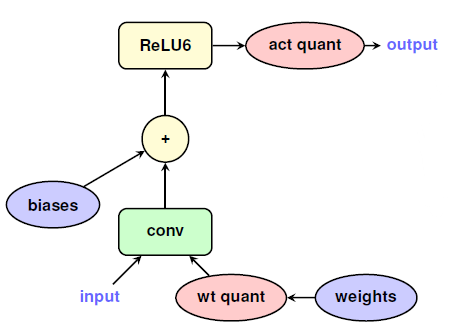 ReLU6
act quant
output
+
biases
conv
input
wt quant
weights